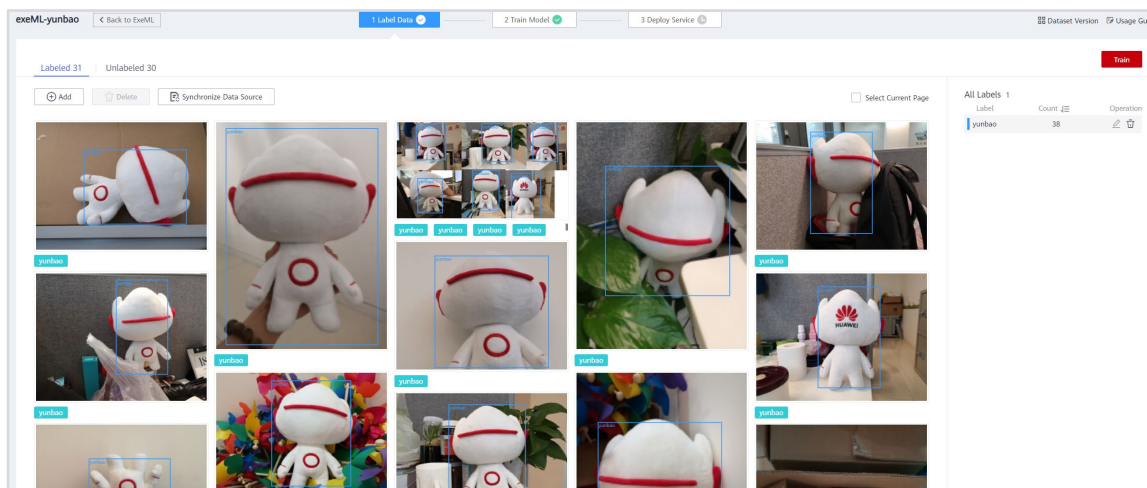 exeML-yunbao < Back to ExeML 1 Label Data 2 Train Model 3 Deploy Service Dataset Version Usage Gu
Labeled 31 Unlabeled 30 Train
Add Delete Synchronize Data Source Select Current Page
All Labels 1
Label Count Operation
yunbao 38
yunbao yunbao yunbao yunbao
yunbao yunbao
HUAWEI
yunbao yunbao
yunbao
yunbao yunbao